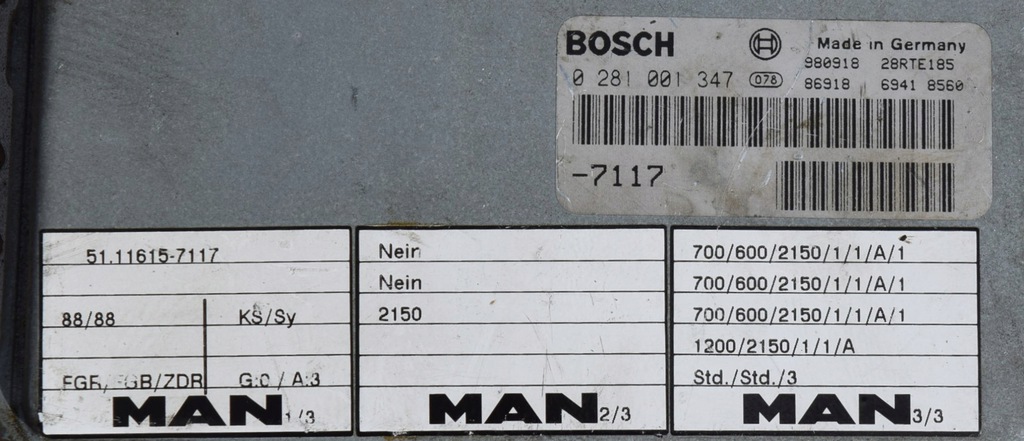 BOSCH Made in Germany
980918 28RTE185
0 281 001 347 078 86918 6941 8560
-7117
51.11615-7117
88/88 KS/Sy
/ZDR G:0 / A:3
MAN 1/3
Nein
Nein
2150
MAN 2/3
700/600/2150/1/1/A/1
700/600/2150/1/1/A/1
700/600/2150/1/1/A/1
1200/2150/1/1/A
Std./Std./3
MAN 3/3